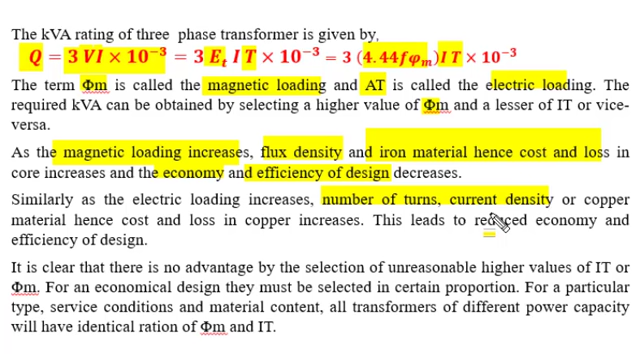 The kVA rating of three phase transformer is given by,
Q = 3 VI × 10⁻³ = 3 Eₜ I T × 10⁻³ = 3 (4.44fφₘ)I T × 10⁻³
The term Φm is called the magnetic loading and AT is called the electric loading. The
required kVA can be obtained by selecting a higher value of Φm and a lesser of IT or vice-
versa.
As the magnetic loading increases, flux density and iron material hence cost and loss in
core increases and the economy and efficiency of design decreases.
Similarly as the electric loading increases, number of turns, current density or copper
material hence cost and loss in copper increases. This leads to reduced economy and
efficiency of design.
It is clear that there is no advantage by the selection of unreasonable higher values of IT or
Φm. For an economical design they must be selected in certain proportion. For a particular
type, service conditions and material content, all transformers of different power capacity
will have identical ration of Φm and IT.